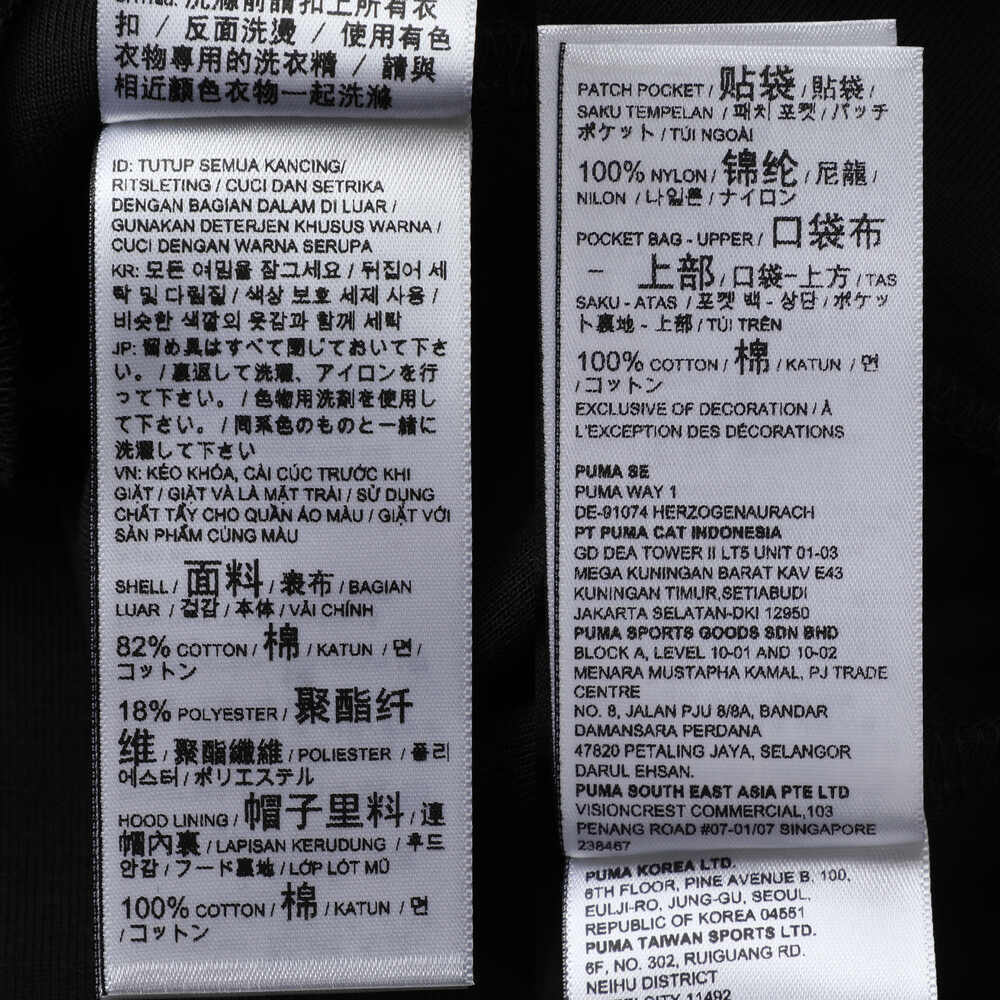 洗滌前請扣上所有衣
扣 / 反面洗燙 / 使用有色
衣物專用的洗衣精 / 請與
相近顏色衣物一起洗滌
ID: TUTUP SEMUA KANCING/
RITSLETING / CUCI DAN SETRIKA
DENGAN BAGIAN DALAM DI LUAR /
GUNAKAN DETERJEN KHUSUS WARNA /
CUCI DENGAN WARNA SERUPA
KR: 모든 여밈을 잠그세요 / 뒤집어 세
탁 및 다림질 / 색상 보호 세제 사용 /
비슷한 색깔의 옷감과 함께 세탁
JP: 留め具はすべて閉じておいて下さ
い。 / 裏返して洗濯、アイロンを行
って下さい。 / 色物用洗剤を使用し
て下さい。 / 同系色のものと一緒に
洗濯して下さい
VN: KÉO KHÓA, CÀI CÚC TRƯỚC KHI
GIẶT / GIẶT VÀ LÀ MẶT TRÁI / SỬ DỤNG
CHẤT TẨY CHO QUẦN ÁO MÀU / GIẶT VỚI
SẢN PHẨM CÙNG MÀU
SHELL / 面料 / 表布 / BAGIAN
LUAR / 겉감 / 本体 / VẢI CHÍNH
82% COTTON / 棉 / KATUN / 면 /
コットン
18% POLYESTER / 聚酯纤
维 / 聚酯纖維 / POLIESTER / 폴리
에스터 / ポリエステル
HOOD LINING / 帽子里料 / 連
帽內裏 / LAPISAN KERUDUNG / 후드
안감 / フード裏地 / LỚP LÓT MŨ
100% COTTON / 棉 / KATUN / 면
/ コットン
PATCH POCKET / 贴袋 / 貼袋 /
SAKU TEMPELAN / 패치 포켓 / パッチ
ポケット / TÚI NGOÀI
100% NYLON / 锦纶 / 尼龍 /
NILON / 나일론 / ナイロン
POCKET BAG - UPPER / 口袋布
- 上部 / 口袋-上方 / TAS
SAKU - ATAS / 포켓 백 - 상단 / ポケッ
ト裏地 - 上部 / TÚI TRÊN
100% COTTON / 棉 / KATUN / 면
/ コットン
EXCLUSIVE OF DECORATION / À
L'EXCEPTION DES DÉCORATIONS
PUMA SE
PUMA WAY 1
DE-91074 HERZOGENAURACH
PT PUMA CAT INDONESIA
GD DEA TOWER II LT5 UNIT 01-03
MEGA KUNINGAN BARAT KAV E43
KUNINGAN TIMUR,SETIABUDI
JAKARTA SELATAN-DKI 12950
PUMA SPORTS GOODS SDN BHD
BLOCK A, LEVEL 10-01 AND 10-02
MENARA MUSTAPHA KAMAL, PJ TRADE
CENTRE
NO. 8, JALAN PJU 8/8A, BANDAR
DAMANSARA PERDANA
47820 PETALING JAYA, SELANGOR
DARUL EHSAN.
PUMA SOUTH EAST ASIA PTE LTD
VISIONCREST COMMERCIAL,103
PENANG ROAD #07-01/07 SINGAPORE
238467
PUMA KOREA LTD.
6TH FLOOR, PINE AVENUE B, 100,
EULJI-RO, JUNG-GU, SEOUL,
REPUBLIC OF KOREA 04551
PUMA TAIWAN SPORTS LTD.
6F, NO. 302, RUIGUANG RD.
NEIHU DISTRICT
CITY 11492